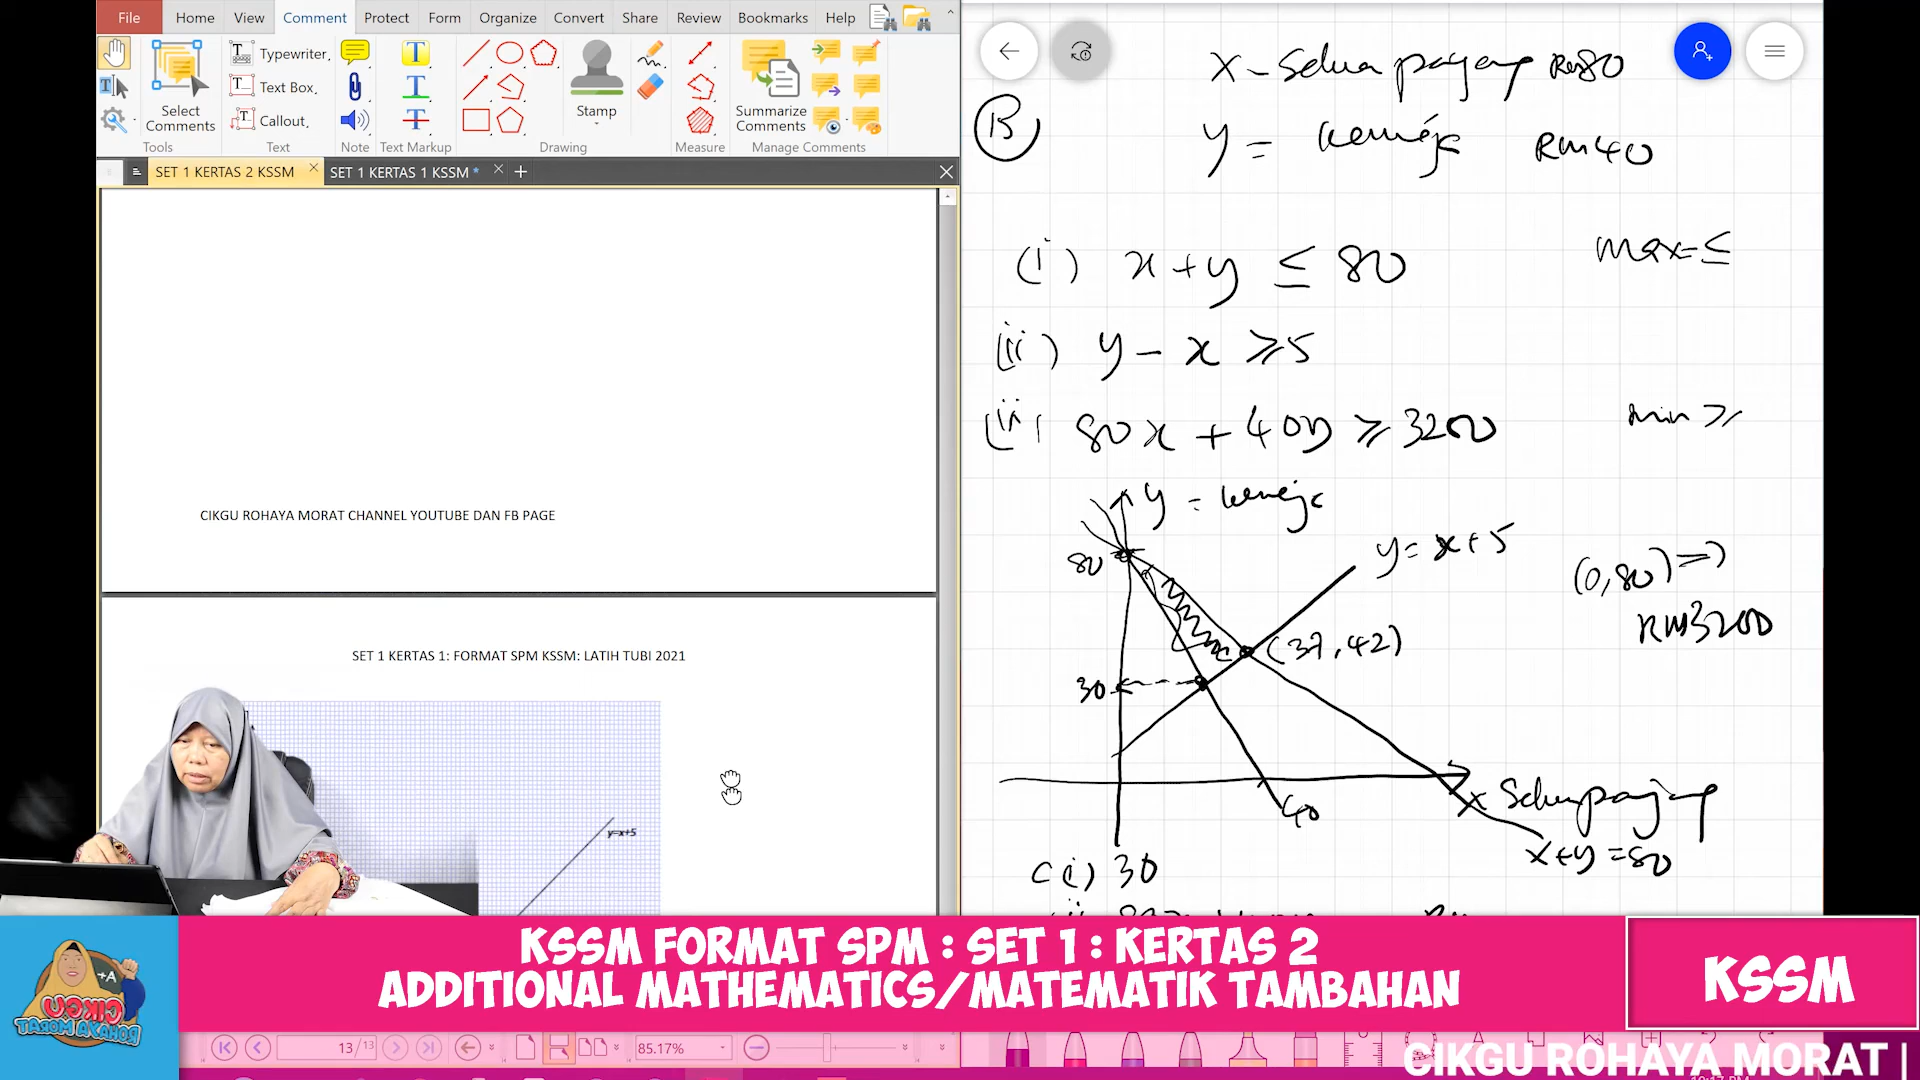 File Home View Comment Protect Form Organize Convert Share Review Bookmarks Help
Typewriter
Text Box
Callout
Select Comments
Stamp
Summarize Comments
Tools Text Note Text Markup Drawing Measure Manage Comments
SET 1 KERTAS 2 KSSM
SET 1 KERTAS 1 KSSM *
CIKGU ROHAYA MORAT CHANNEL YOUTUBE DAN FB PAGE
SET 1 KERTAS 1: FORMAT SPM KSSM: LATIH TUBI 2021
y=x+5
B
x - Seluar panjang RM80
y = kemeja RM40
(i) x+y ≤ 80
max = ≤
(ii) y - x ≥ 5
(iii) 80x + 40y ≥ 3200
min ≥
y = kemeja
y = x+5
80
(0,80) =>
RM3200
(37,42)
30
40
x Seluar panjang
x+y = 80
c(i) 30
KSSM FORMAT SPM : SET 1 : KERTAS 2
ADDITIONAL MATHEMATICS/MATEMATIK TAMBAHAN
KSSM
A+
CIKGU
ROHAYA MORAT
13 / 13
85.17%
CIKGU ROHAYA MORAT |